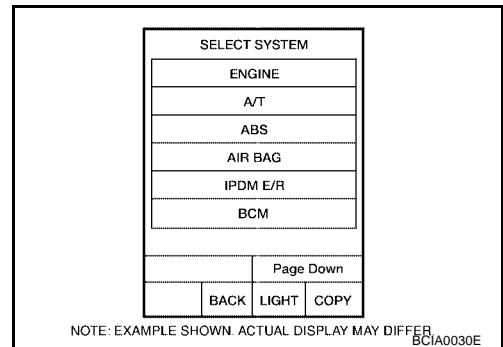 SELECT SYSTEM
ENGINE
A/T
ABS
AIR BAG
IPDM E/R
BCM
Page Down
BACK LIGHT COPY
NOTE: EXAMPLE SHOWN. ACTUAL DISPLAY MAY DIFFER.
BCIA0030E